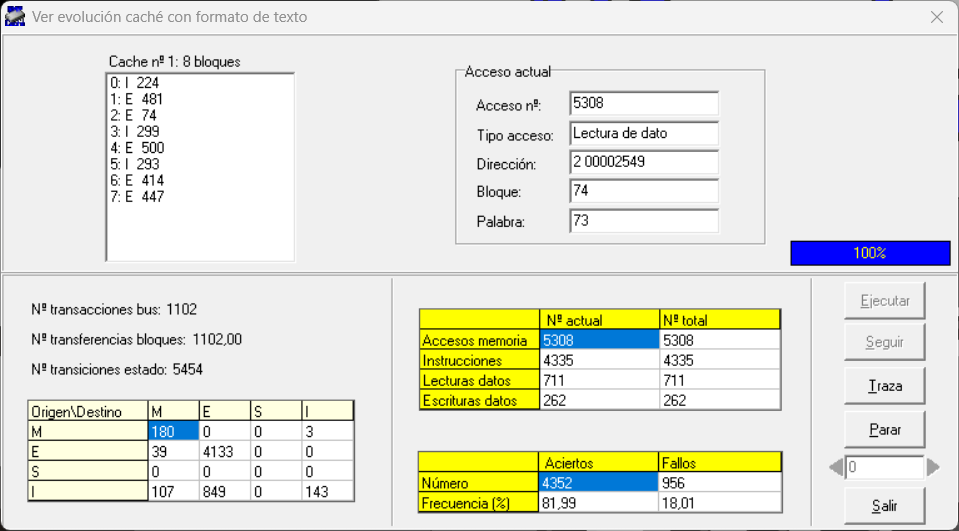 Ver evolución caché con formato de texto
Cache nº 1: 8 bloques
0: I 224
1: E 481
2: E 74
3: I 299
4: E 500
5: I 293
6: E 414
7: E 447
Acceso actual
Acceso nº: 5308
Tipo acceso: Lectura de dato
Dirección: 2 00002549
Bloque: 74
Palabra: 73
100%
Nº transacciones bus: 1102
Nº transferencias bloques: 1102,00
Nº transiciones estado: 5454
Origen\Destino M E S I
M 180 0 0 3
E 39 4133 0 0
S 0 0 0 0
I 107 849 0 143
Nº actual Nº total
Accesos memoria 5308 5308
Instrucciones 4335 4335
Lecturas datos 711 711
Escrituras datos 262 262
Aciertos Fallos
Número 4352 956
Frecuencia (%) 81,99 18,01
Ejecutar
Seguir
Traza
Parar
0
Salir